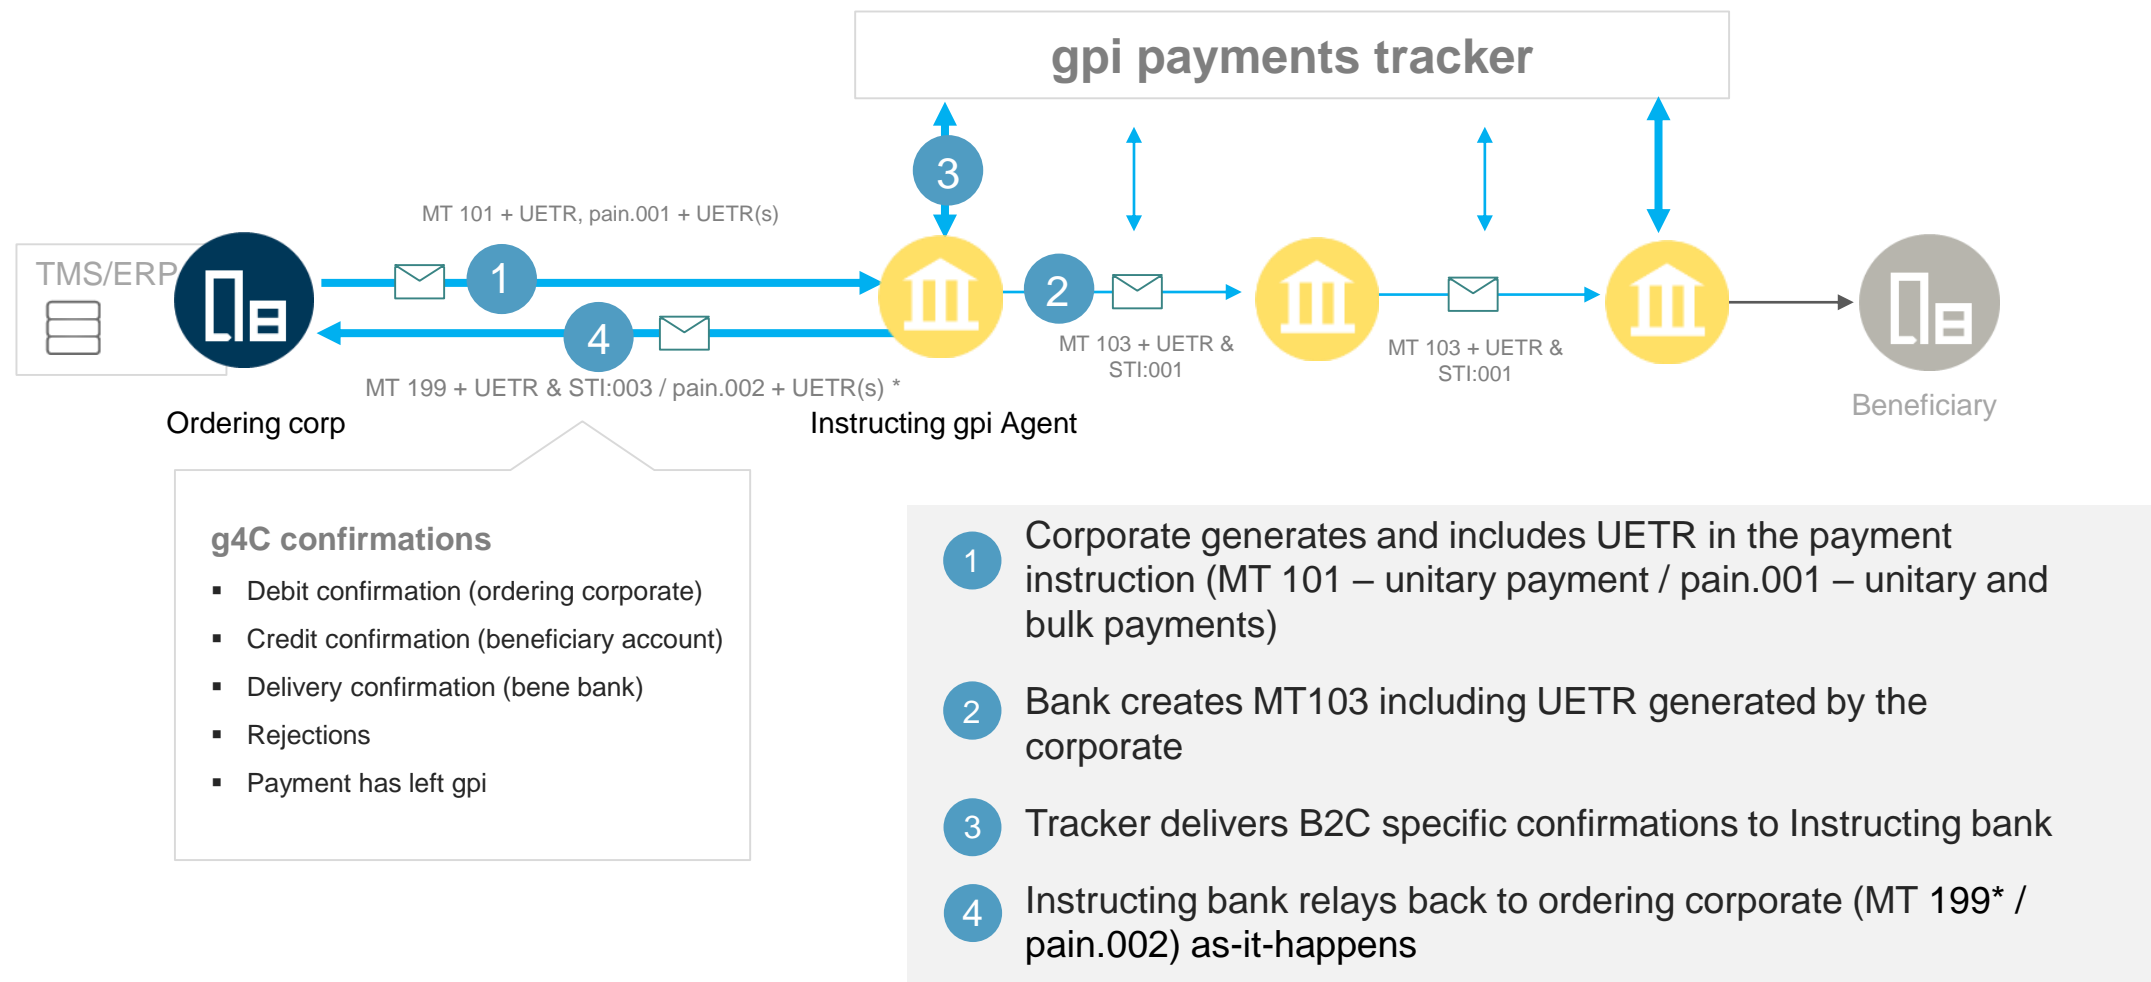 gpi payments tracker
3
MT 101 + UETR, pain.001 + UETR(s)
TMS/ERP
1
2
4
MT 103 + UETR &
STI:001
MT 103 + UETR &
STI:001
MT 199 + UETR & STI:003 / pain.002 + UETR(s) *
Ordering corp
Instructing gpi Agent
Beneficiary
g4C confirmations
▪ Debit confirmation (ordering corporate)
▪ Credit confirmation (beneficiary account)
▪ Delivery confirmation (bene bank)
▪ Rejections
▪ Payment has left gpi
1 Corporate generates and includes UETR in the payment
instruction (MT 101 – unitary payment / pain.001 – unitary and
bulk payments)
2 Bank creates MT103 including UETR generated by the
corporate
3 Tracker delivers B2C specific confirmations to Instructing bank
4 Instructing bank relays back to ordering corporate (MT 199* /
pain.002) as-it-happens